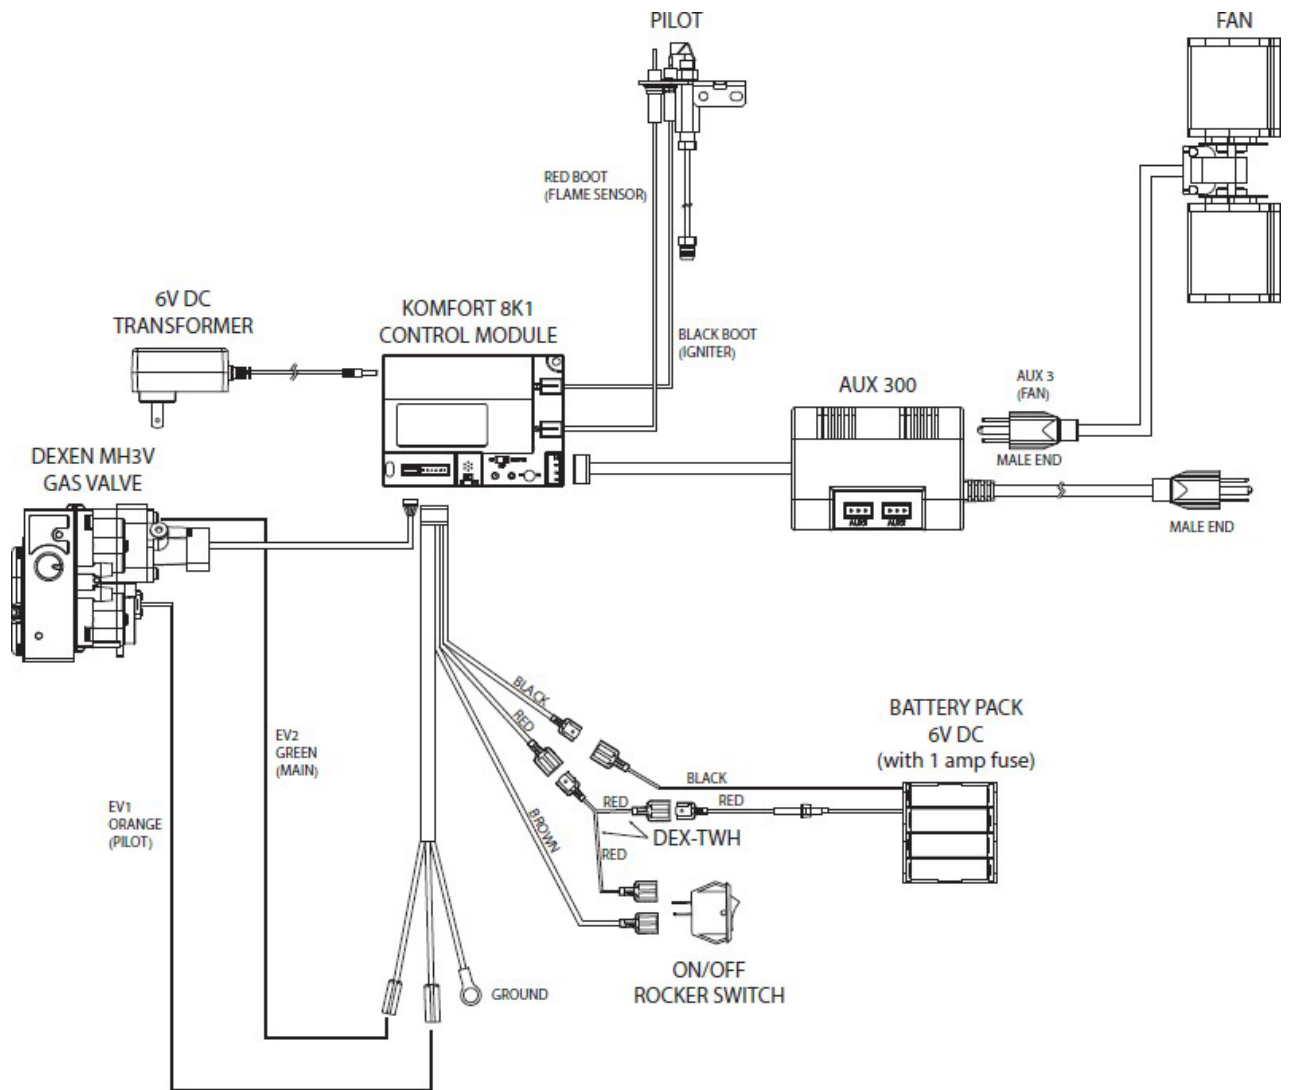 PILOT
FAN
RED BOOT
(FLAME SENSOR)
6V DC
TRANSFORMER
KOMFORT 8K1
CONTROL MODULE
BLACK BOOT
(IGNITER)
AUX 300
AUX 3
(FAN)
MALE END
MALE END
DEXEN MH3V
GAS VALVE
BLACK
RED
BATTERY PACK
6V DC
(with 1 amp fuse)
EV2
GREEN
(MAIN)
BLACK
RED
RED
EV1
ORANGE
(PILOT)
BROWN
DEX-TWH
RED
ON/OFF
ROCKER SWITCH
GROUND